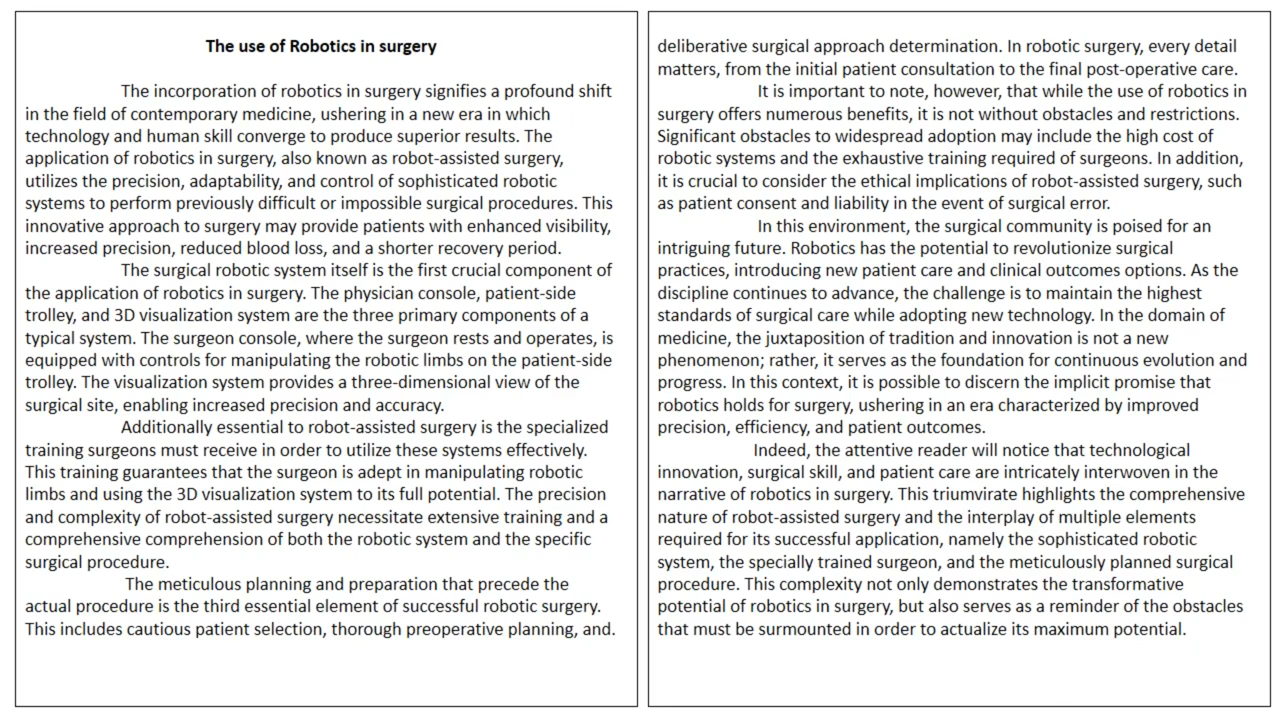 The use of Robotics in surgery
The incorporation of robotics in surgery signifies a profound shift
in the field of contemporary medicine, ushering in a new era in which
technology and human skill converge to produce superior results. The
application of robotics in surgery, also known as robot-assisted surgery,
utilizes the precision, adaptability, and control of sophisticated robotic
systems to perform previously difficult or impossible surgical procedures. This
innovative approach to surgery may provide patients with enhanced visibility,
increased precision, reduced blood loss, and a shorter recovery period.
The surgical robotic system itself is the first crucial component of
the application of robotics in surgery. The physician console, patient-side
trolley, and 3D visualization system are the three primary components of a
typical system. The surgeon console, where the surgeon rests and operates, is
equipped with controls for manipulating the robotic limbs on the patient-side
trolley. The visualization system provides a three-dimensional view of the
surgical site, enabling increased precision and accuracy.
Additionally essential to robot-assisted surgery is the specialized
training surgeons must receive in order to utilize these systems effectively.
This training guarantees that the surgeon is adept in manipulating robotic
limbs and using the 3D visualization system to its full potential. The precision
and complexity of robot-assisted surgery necessitate extensive training and a
comprehensive comprehension of both the robotic system and the specific
surgical procedure.
The meticulous planning and preparation that precede the
actual procedure is the third essential element of successful robotic surgery.
This includes cautious patient selection, thorough preoperative planning, and.
deliberative surgical approach determination. In robotic surgery, every detail
matters, from the initial patient consultation to the final post-operative care.
It is important to note, however, that while the use of robotics in
surgery offers numerous benefits, it is not without obstacles and restrictions.
Significant obstacles to widespread adoption may include the high cost of
robotic systems and the exhaustive training required of surgeons. In addition,
it is crucial to consider the ethical implications of robot-assisted surgery, such
as patient consent and liability in the event of surgical error.
In this environment, the surgical community is poised for an
intriguing future. Robotics has the potential to revolutionize surgical
practices, introducing new patient care and clinical outcomes options. As the
discipline continues to advance, the challenge is to maintain the highest
standards of surgical care while adopting new technology. In the domain of
medicine, the juxtaposition of tradition and innovation is not a new
phenomenon; rather, it serves as the foundation for continuous evolution and
progress. In this context, it is possible to discern the implicit promise that
robotics holds for surgery, ushering in an era characterized by improved
precision, efficiency, and patient outcomes.
Indeed, the attentive reader will notice that technological
innovation, surgical skill, and patient care are intricately interwoven in the
narrative of robotics in surgery. This triumvirate highlights the comprehensive
nature of robot-assisted surgery and the interplay of multiple elements
required for its successful application, namely the sophisticated robotic
system, the specially trained surgeon, and the meticulously planned surgical
procedure. This complexity not only demonstrates the transformative
potential of robotics in surgery, but also serves as a reminder of the obstacles
that must be surmounted in order to actualize its maximum potential.